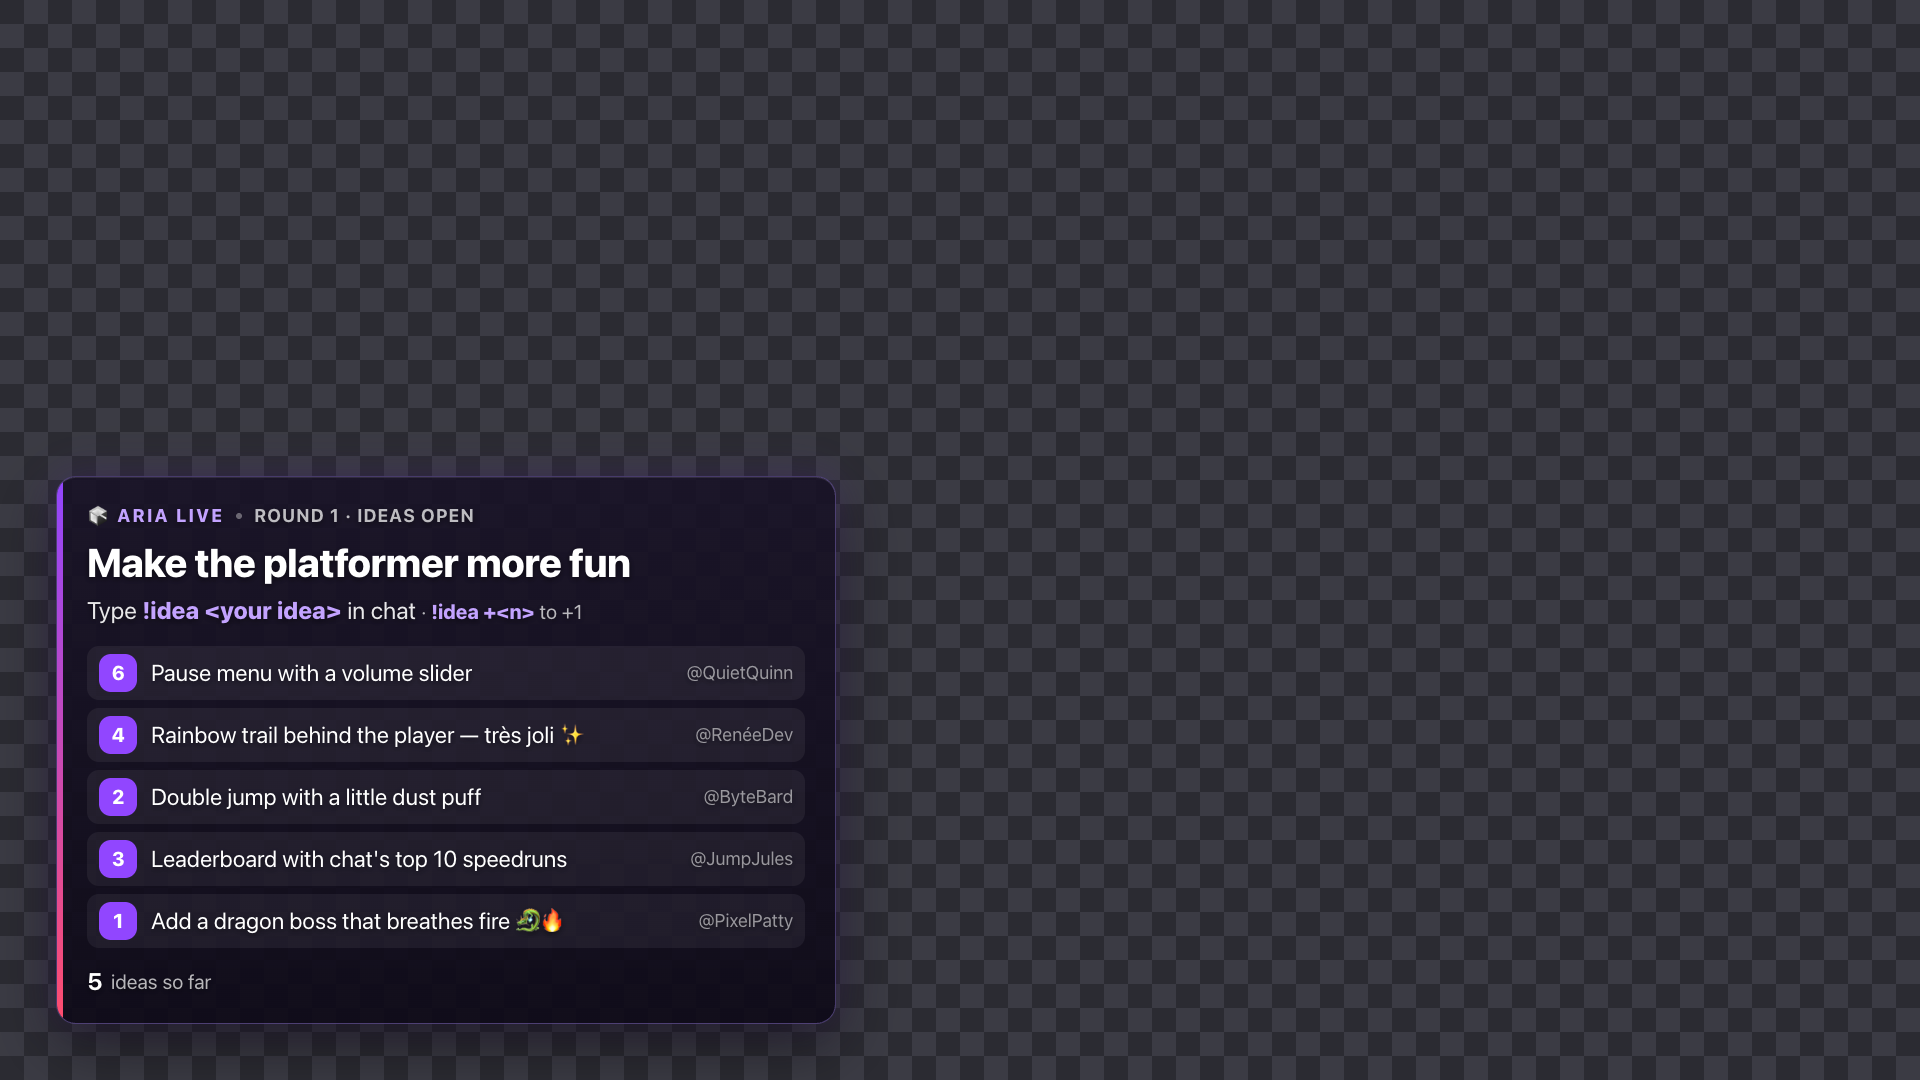 ARIA LIVE • ROUND 1 · IDEAS OPEN
Make the platformer more fun
Type !idea <your idea> in chat · !idea +<n> to +1
6 Pause menu with a volume slider @QuietQuinn
4 Rainbow trail behind the player — très joli ✨ @RenéeDev
2 Double jump with a little dust puff @ByteBard
3 Leaderboard with chat's top 10 speedruns @JumpJules
1 Add a dragon boss that breathes fire 🐉🔥 @PixelPatty
5 ideas so far